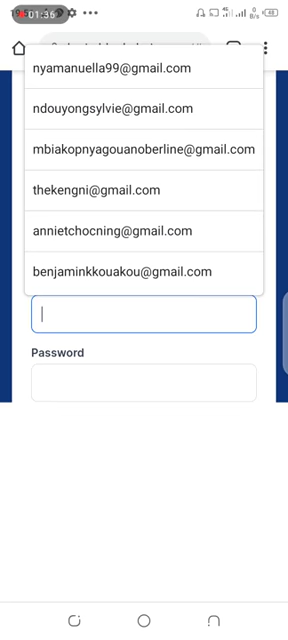 01:36
nyamanuella99@gmail.com
ndouyongsylvie@gmail.com
mbiakopnyagouanoberline@gmail.com
thekengni@gmail.com
annietchocning@gmail.com
benjaminkkouakou@gmail.com
Password